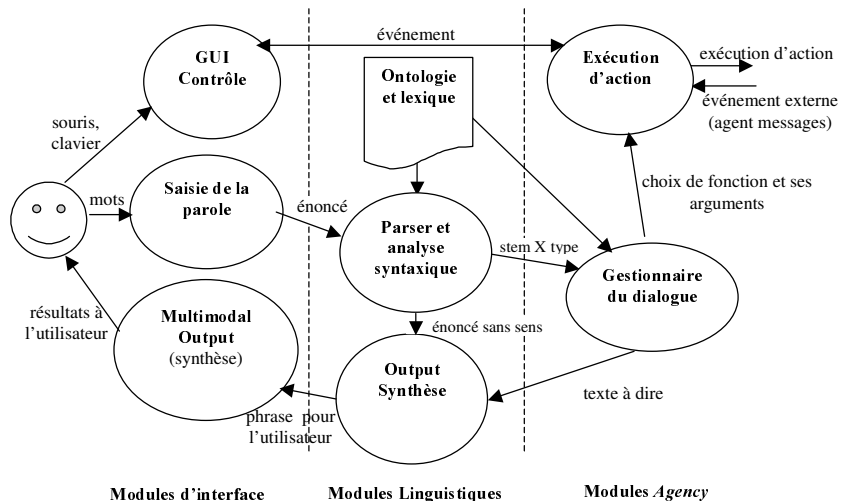 événement
GUI
Contrôle
Exécution
d'action
exécution d'action
événement externe
(agent messages)
Ontologie
et lexique
souris,
clavier
mots
Saisie de la
parole
énoncé
choix de fonction et ses
arguments
Parser et
analyse
syntaxique
stem X type
Gestionnaire
du dialogue
résultats à
l'utilisateur
Multimodal
Output
(synthèse)
énoncé sans sens
Output
Synthèse
texte à dire
phrase pour
l'utilisateur
Modules d'interface
Modules Linguistiques
Modules Agency